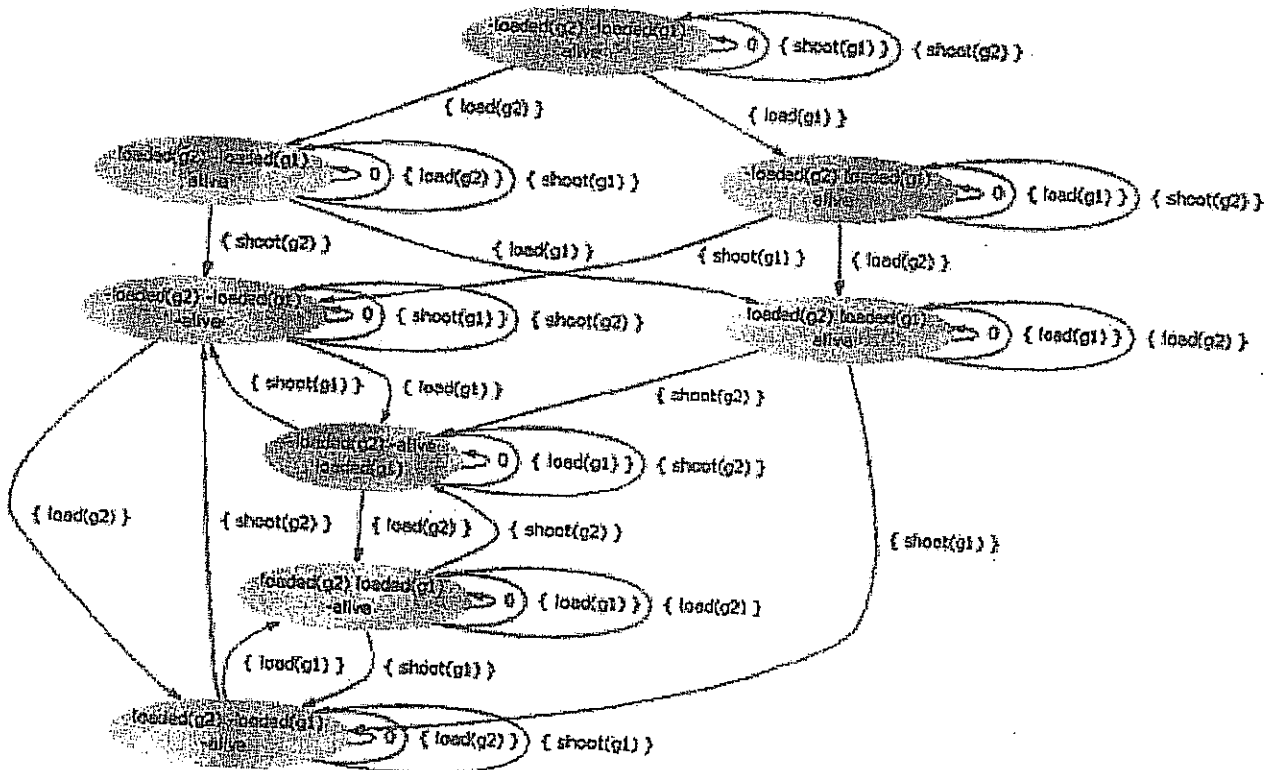 -loaded(g2) -loaded(g1)
alive
0 { shoot(g1) } { shoot(g2) }
{ load(g2) } { load(g1) }
loaded(g2) -loaded(g1)
alive
0 { load(g2) } { shoot(g1) }
-loaded(g2) loaded(g1)
alive
0 { load(g1) } { shoot(g2) }
{ shoot(g2) } { load(g1) } { shoot(g1) } { load(g2) }
-loaded(g2) -loaded(g1)
-alive
0 { shoot(g1) } { shoot(g2) }
loaded(g2) loaded(g1)
alive
0 { load(g1) } { load(g2) }
{ shoot(g1) } { load(g1) } { shoot(g2) }
-loaded(g2) -alive
loaded(g1)
0 { load(g1) } { shoot(g2) }
{ load(g2) } { shoot(g2) } { load(g2) } { shoot(g2) } { shoot(g1) }
loaded(g2) loaded(g1)
-alive
0 { load(g1) } { load(g2) }
{ load(g1) } { shoot(g1) }
loaded(g2) -loaded(g1)
-alive
0 { load(g2) } { shoot(g1) }